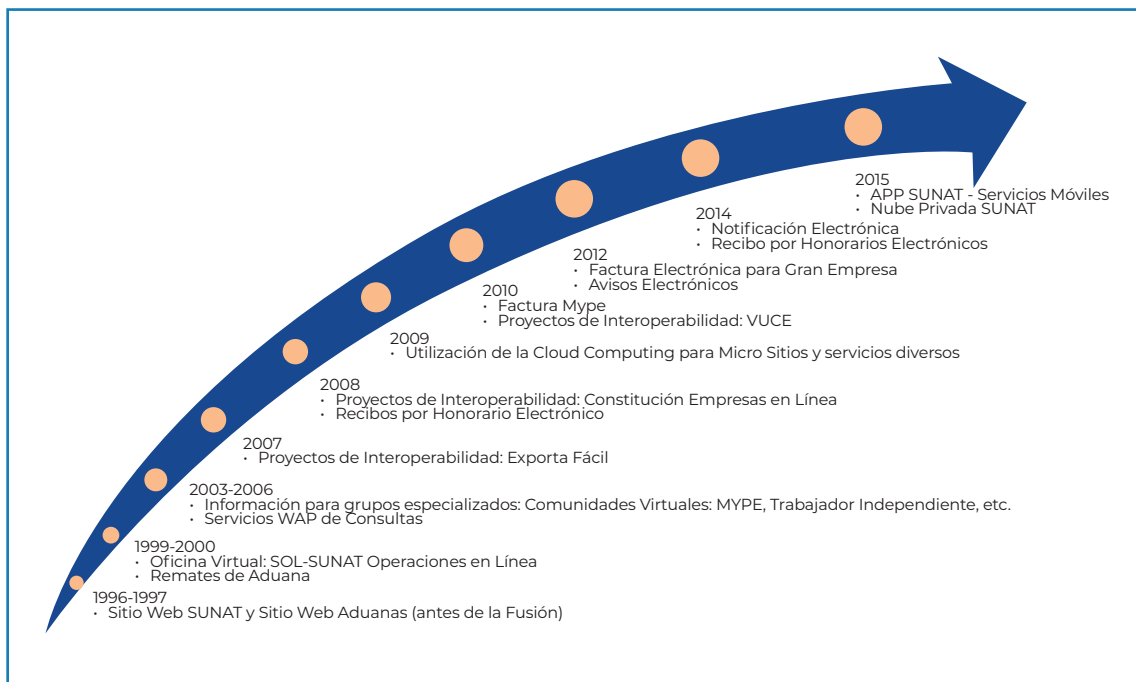 2015
• APP SUNAT - Servicios Móviles
• Nube Privada SUNAT
2014
• Notificación Electrónica
• Recibo por Honorarios Electrónicos
2012
• Factura Electrónica para Gran Empresa
• Avisos Electrónicos
2010
• Factura Mype
• Proyectos de Interoperabilidad: VUCE
2009
• Utilización de la Cloud Computing para Micro Sitios y servicios diversos
2008
• Proyectos de Interoperabilidad: Constitución Empresas en Línea
• Recibos por Honorario Electrónico
2007
• Proyectos de Interoperabilidad: Exporta Fácil
2003-2006
• Información para grupos especializados: Comunidades Virtuales: MYPE, Trabajador Independiente, etc.
• Servicios WAP de Consultas
1999-2000
• Oficina Virtual: SOL-SUNAT Operaciones en Línea
• Remates de Aduana
1996-1997
• Sitio Web SUNAT y Sitio Web Aduanas (antes de la Fusión)